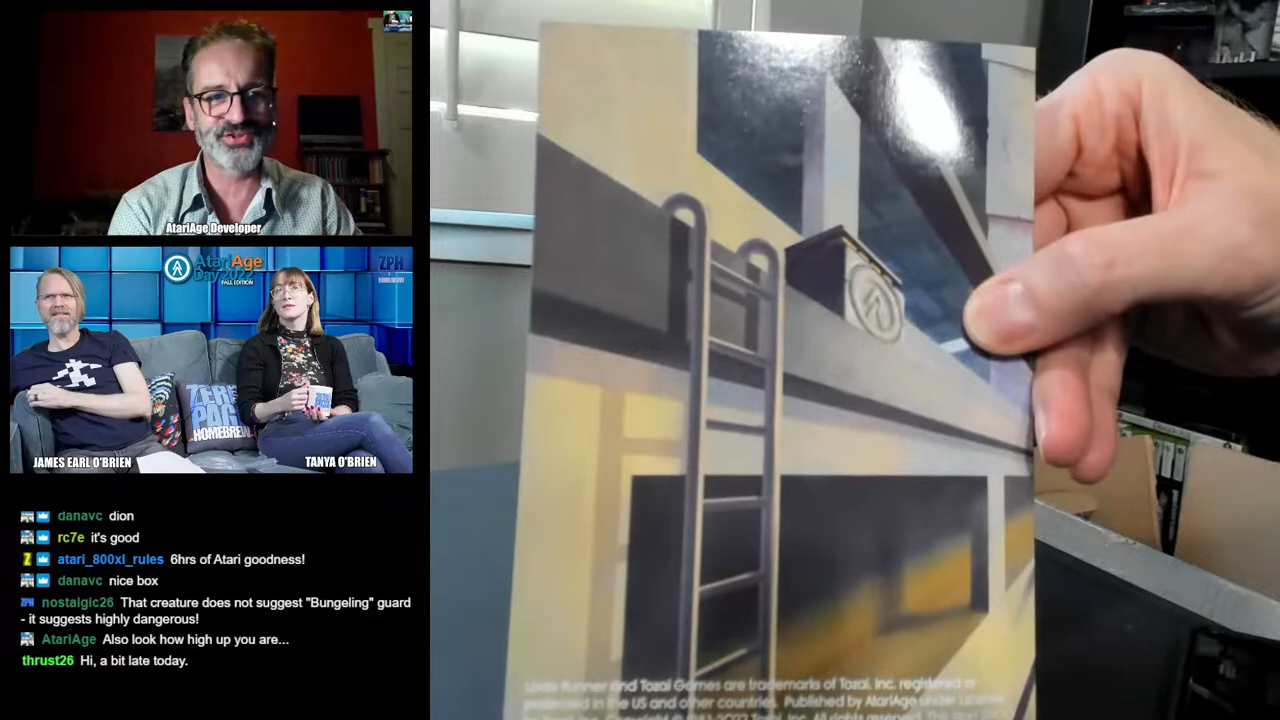 AtariAge Developer
AtariAge
Day 2022
FALL EDITION
ZPH
ZERO
PAGE
HOMEBREW
JAMES EARL O'BRIEN
TANYA O'BRIEN
danavc dion
rc7e it's good
Z atari_800xl_rules 6hrs of Atari goodness!
danavc nice box
ZPH nostalgic26 That creature does not suggest "Bungeling" guard
- it suggests highly dangerous!
AtariAge Also look how high up you are...
thrust26 Hi, a bit late today.
Lode Runner and Tozai Games are trademarks of Tozai, Inc. registered or
protected in the US and other countries. Published by AtariAge under License